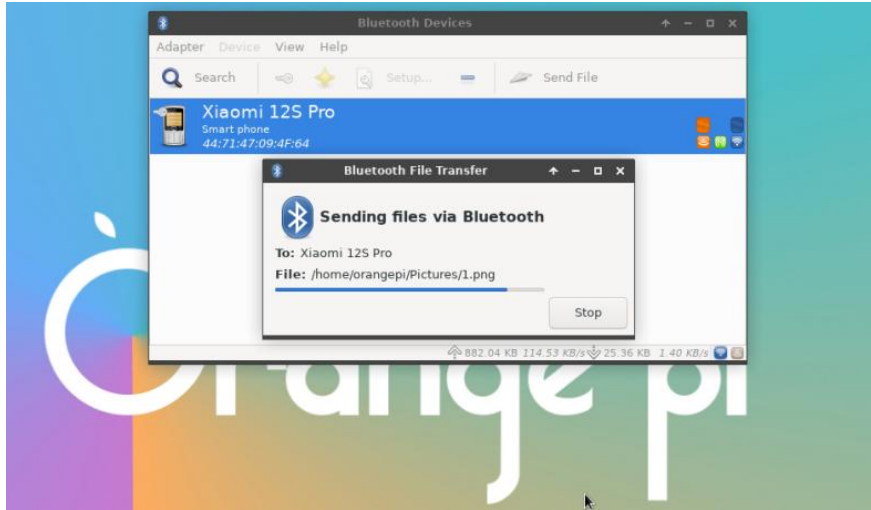 Bluetooth Devices
Adapter Device View Help
Search Setup... Send File
Xiaomi 12S Pro
Smart phone
44:71:47:09:4F:64
Bluetooth File Transfer
Sending files via Bluetooth
To: Xiaomi 12S Pro
File: /home/orangepi/Pictures/1.png
Stop
882.04 KB 114.53 KB/s 25.36 KB 1.40 KB/s
Orange pi